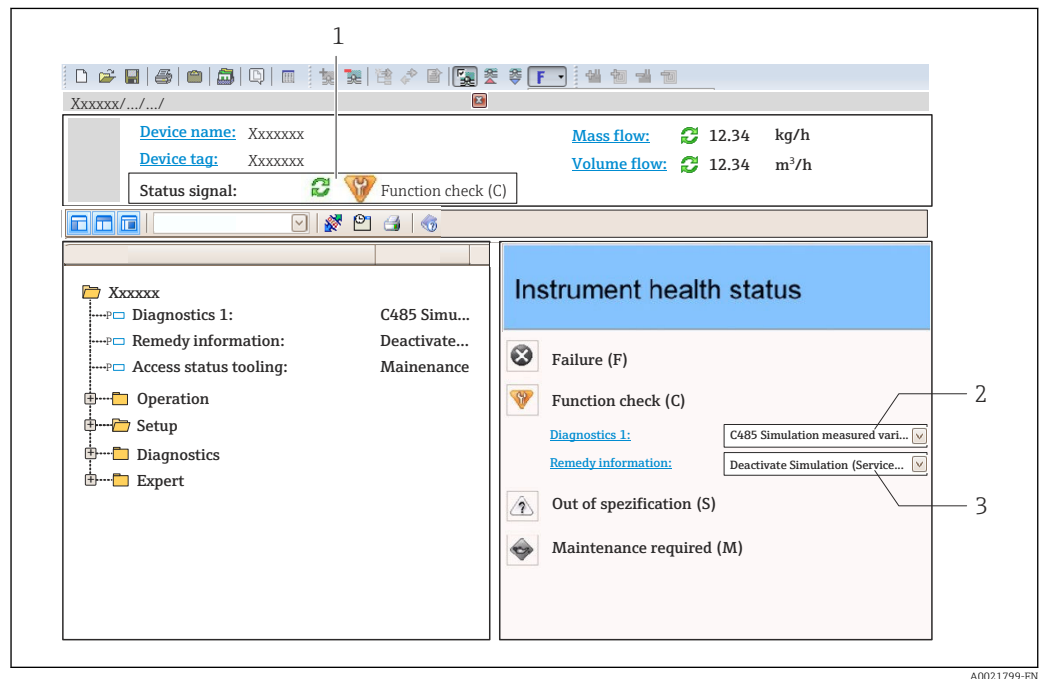 1
F
Xxxxxx/.../.../
Device name: Xxxxxxx
Mass flow: 12.34 kg/h
Device tag: Xxxxxxx
Volume flow: 12.34 m³/h
Status signal: Function check (C)
Xxxxxx
Diagnostics 1: C485 Simu...
Remedy information: Deactivate...
Access status tooling: Mainenance
Operation
Setup
Diagnostics
Expert
Instrument health status
Failure (F)
Function check (C)
2
Diagnostics 1: C485 Simulation measured vari...
Remedy information: Deactivate Simulation (Service...
Out of spezification (S)
3
Maintenance required (M)
A0021799-EN